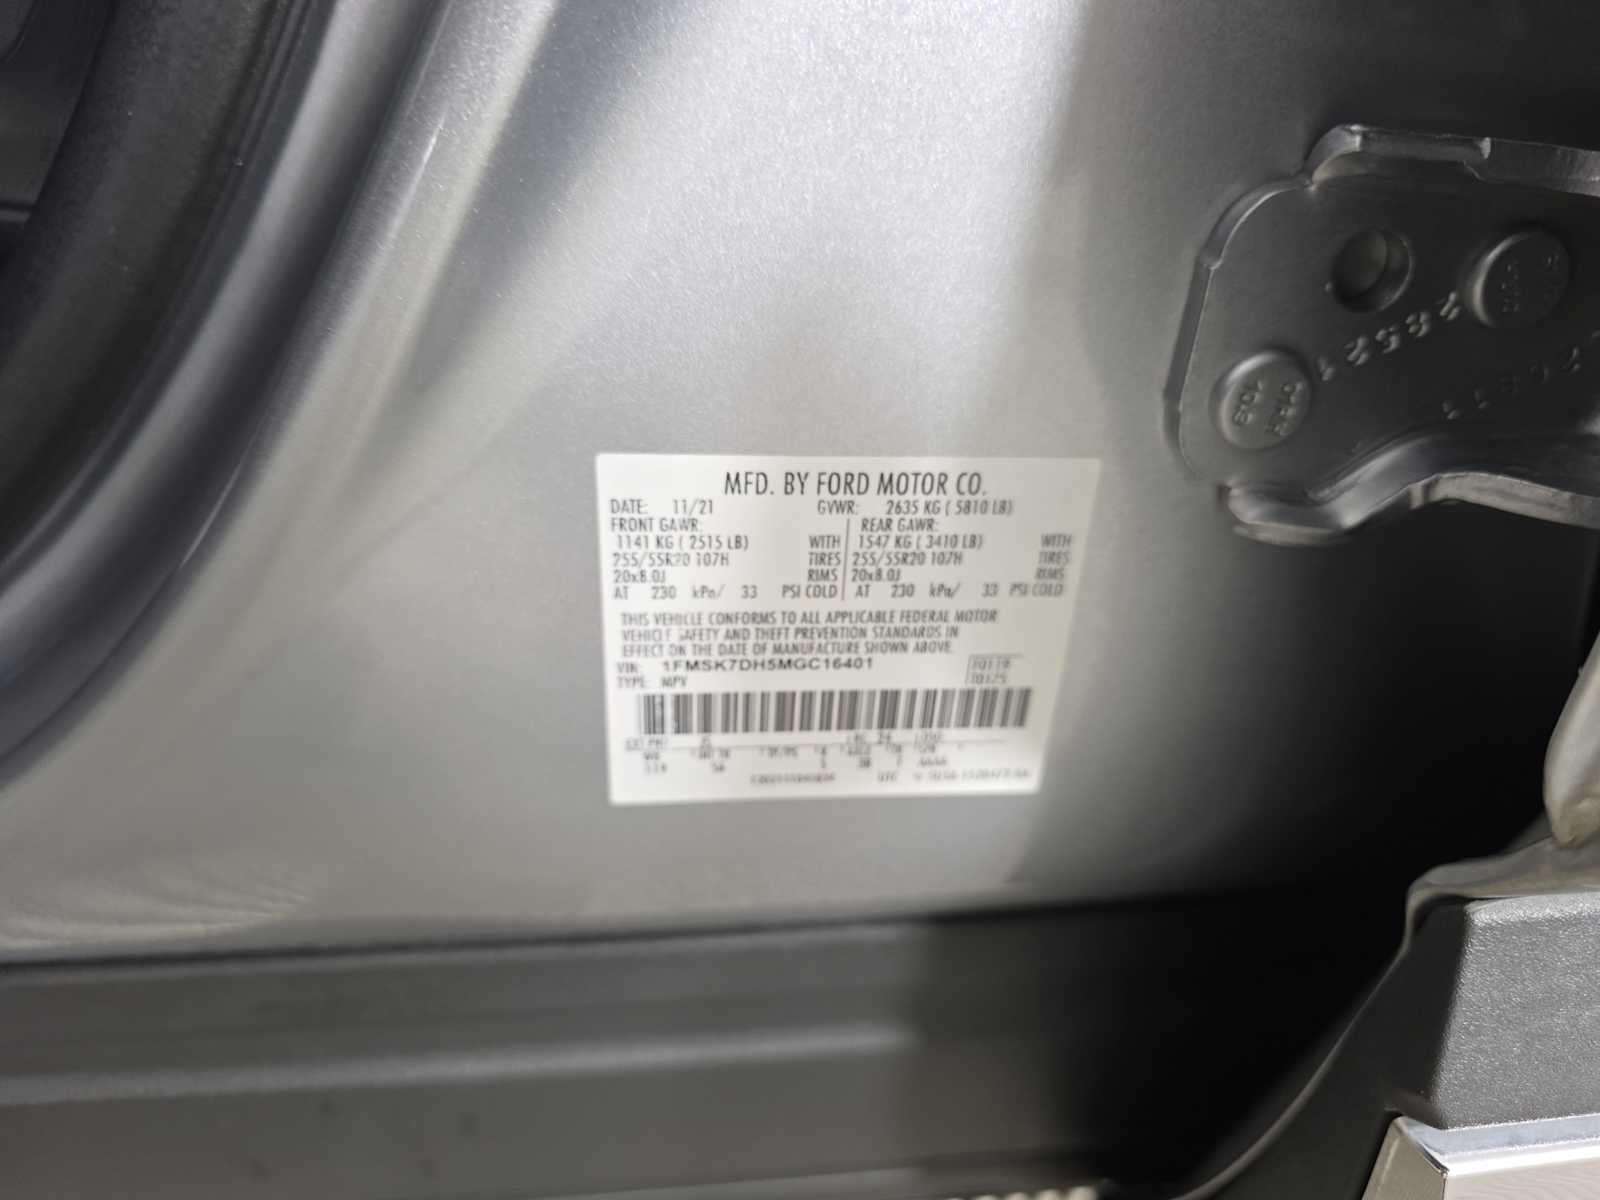 MFD. BY FORD MOTOR CO.
DATE: 11/21 GVWR: 2635 KG ( 5810 LB)
FRONT GAWR: REAR GAWR:
1141 KG ( 2515 LB) WITH 1547 KG ( 3410 LB) WITH
255/55R20 107H TIRES 255/55R20 107H TIRES
20x8.0J RIMS 20x8.0J RIMS
AT 230 kPa/ 33 PSI COLD AT 230 kPa/ 33 PSI COLD
THIS VEHICLE CONFORMS TO ALL APPLICABLE FEDERAL MOTOR
VEHICLE SAFETY AND THEFT PREVENTION STANDARDS IN
EFFECT ON THE DATE OF MANUFACTURE SHOWN ABOVE.
VIN: 1FMSK7DH5MGC16401
TYPE: MPV
EXT PNT
28521